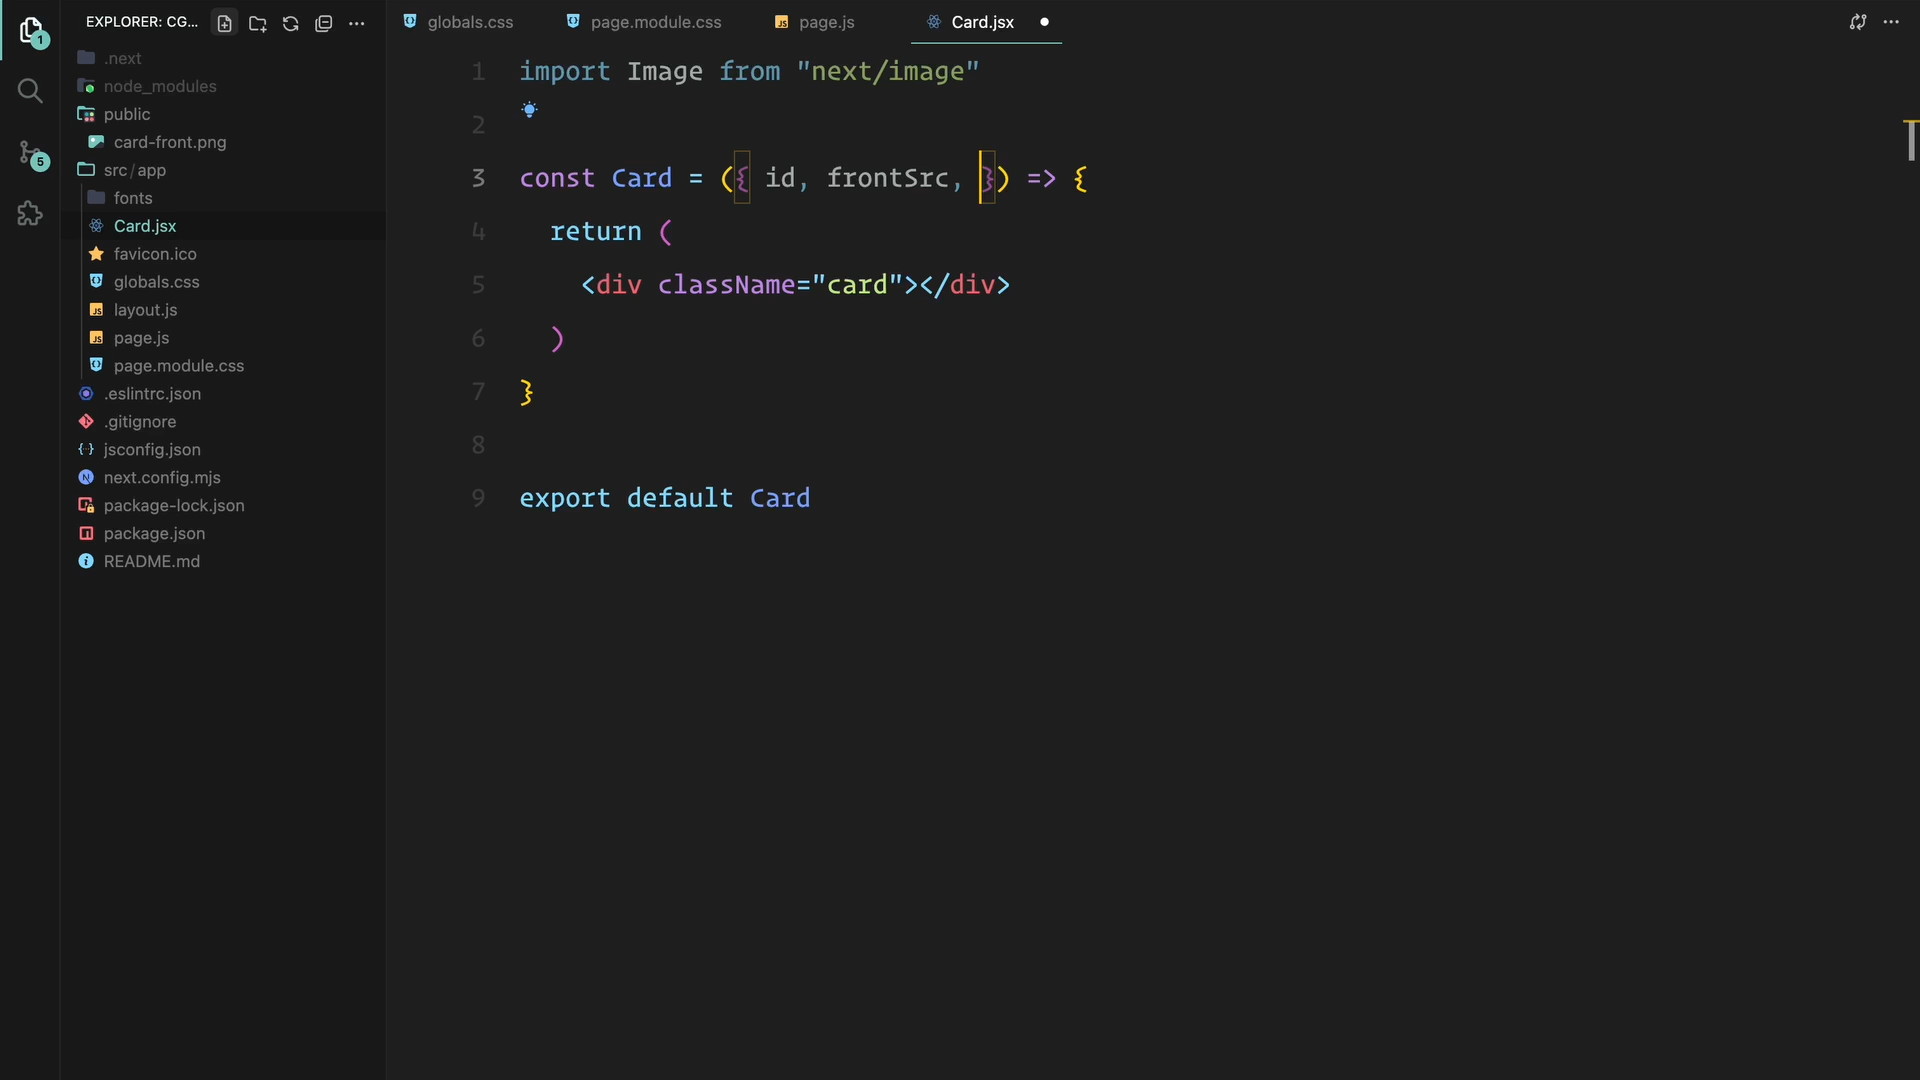 EXPLORER: CG...
globals.css
page.module.css
page.js
Card.jsx
1
5
.next
node_modules
public
card-front.png
src/app
fonts
Card.jsx
favicon.ico
globals.css
layout.js
page.js
page.module.css
.eslintrc.json
.gitignore
jsconfig.json
next.config.mjs
package-lock.json
package.json
README.md
1 import Image from "next/image"
2
3 const Card = ({ id, frontSrc, }) => {
4 return (
5 <div className="card"></div>
6 )
7 }
8
9 export default Card